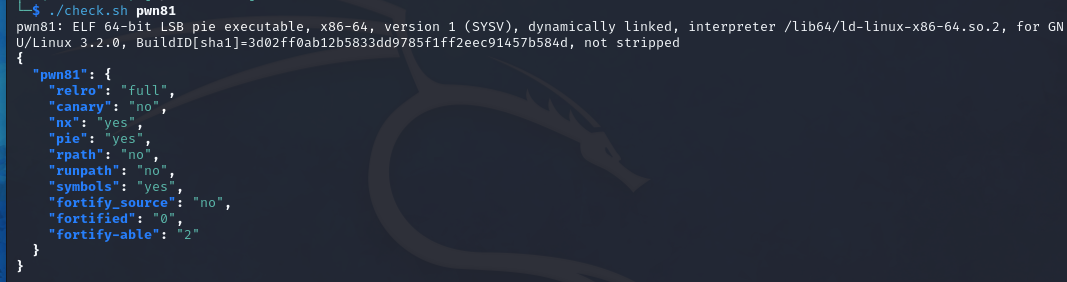 └─$ ./check.sh pwn81
pwn81: ELF 64-bit LSB pie executable, x86-64, version 1 (SYSV), dynamically linked, interpreter /lib64/ld-linux-x86-64.so.2, for GN
U/Linux 3.2.0, BuildID[sha1]=3d02ff0ab12b5833dd9785f1ff2eec91457b584d, not stripped
{
  "pwn81": {
    "relro": "full",
    "canary": "no",
    "nx": "yes",
    "pie": "yes",
    "rpath": "no",
    "runpath": "no",
    "symbols": "yes",
    "fortify_source": "no",
    "fortified": "0",
    "fortify-able": "2"
  }
}